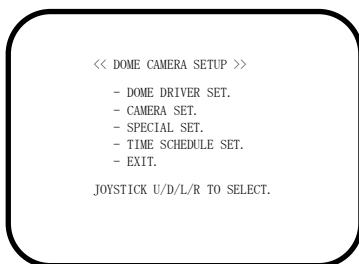 << DOME CAMERA SETUP >>
- DOME DRIVER SET.
- CAMERA SET.
- SPECIAL SET.
- TIME SCHEDULE SET.
- EXIT.
JOYSTICK U/D/L/R TO SELECT.